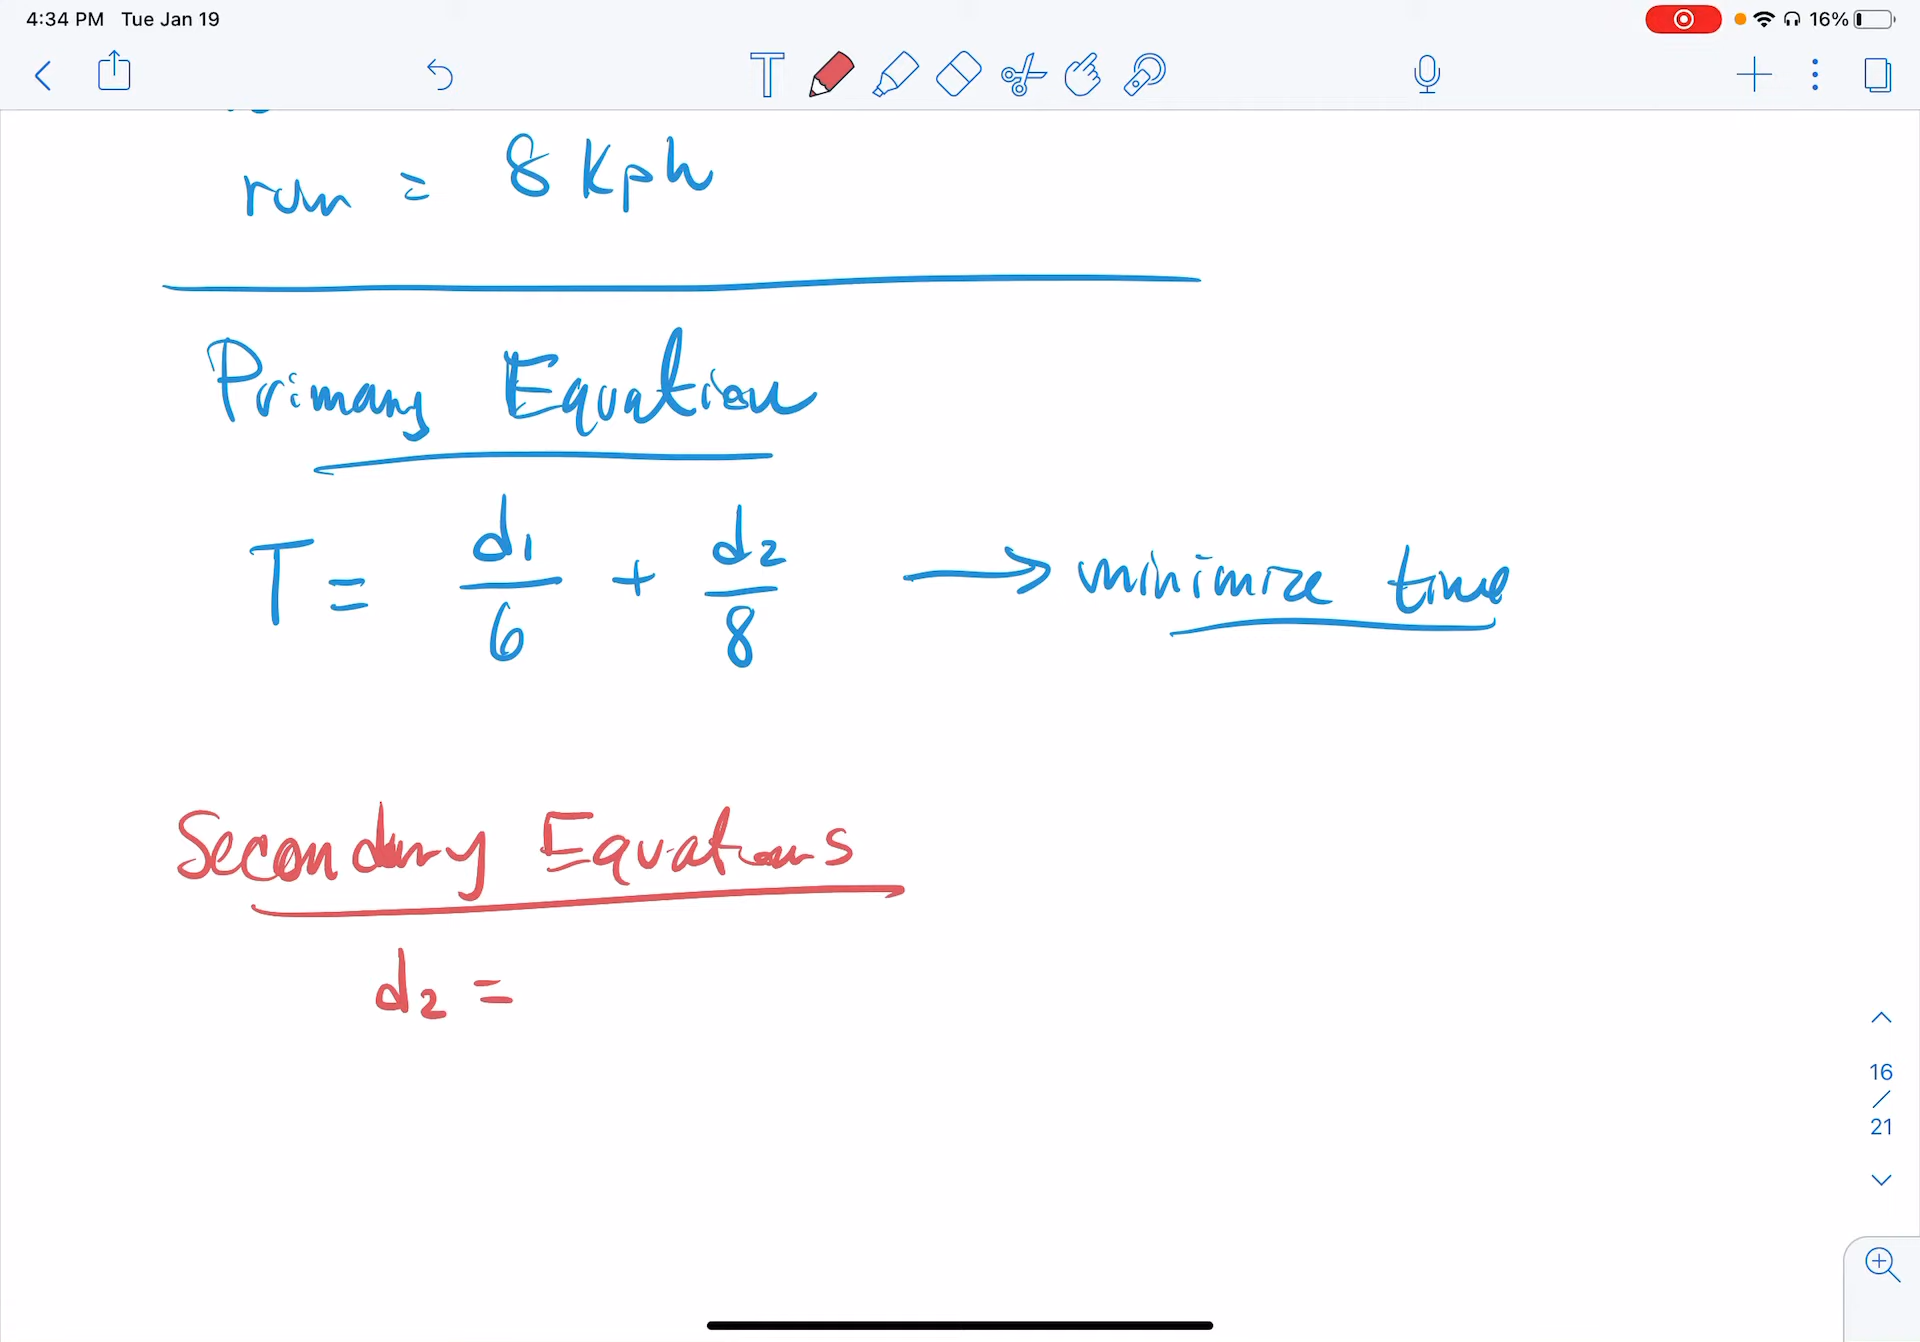 4:34 PM Tue Jan 19
16%
run = 8 Kph
Primary Equation
T = d1/6 + d2/8 → minimize time
Secondary Equations
d2 =
16
/
21